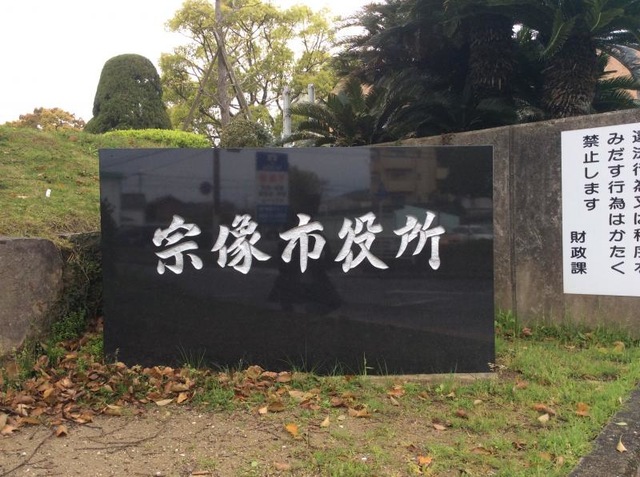 宗像市役所
みだす行為はかたく
禁止します
財政課